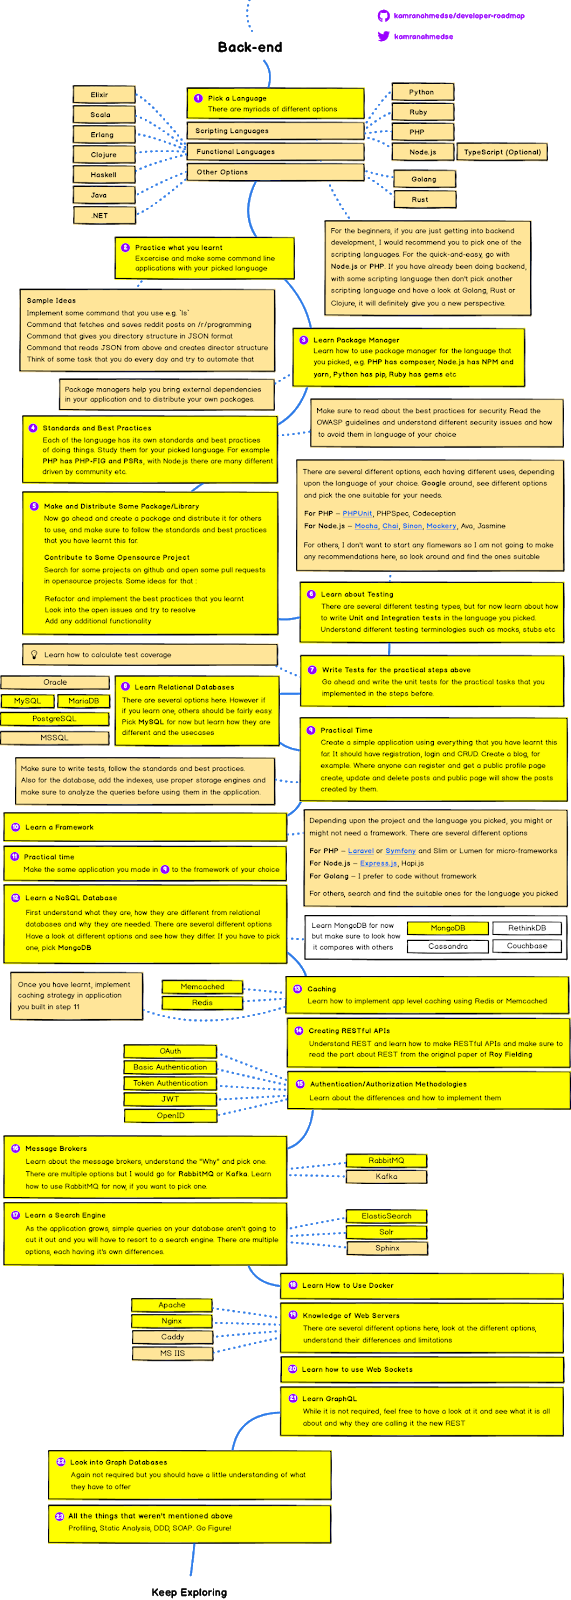 kamranahmedse/developer-roadmap
kamranahmedse
Back-end
1 Pick a Language
There are myriads of different options
Scripting Languages
Functional Languages
Other Options
Elixir
Scala
Erlang
Clojure
Haskell
Java
.NET
Python
Ruby
PHP
Node.js
TypeScript (Optional)
Golang
Rust
For the beginners, if you are just getting into backend
development, I would recommend you to pick one of the
scripting languages. For the quick-and-easy, go with
Node.js or PHP. If you have already been doing backend,
with some scripting language then don't pick another
scripting language and have a look at Golang, Rust or
Clojure, it will definitely give you a new perspective.
2 Practice what you learnt
Excercise and make some command line
applications with your picked language
Sample Ideas
Implement some command that you use e.g. `ls`
Command that fetches and saves reddit posts on /r/programming
Command that gives you directory structure in JSON format
Command that reads JSON from above and creates director structure
Think of some task that you do every day and try to automate that
3 Learn Package Manager
Learn how to use package manager for the language that
you picked, e.g. PHP has composer, Node.js has NPM and
yarn, Python has pip, Ruby has gems etc
Package managers help you bring external dependencies
in your application and to distribute your own packages.
4 Standards and Best Practices
Each of the language has its own standards and best practices
of doing things. Study them for your picked language. For example
PHP has PHP-FIG and PSRs, with Node.js there are many different
driven by community etc.
Make sure to read about the best practices for security. Read the
OWASP guidelines and understand different security issues and how
to avoid them in language of your choice
5 Make and Distribute Some Package/Library
Now go ahead and create a package and distribute it for others
to use, and make sure to follow the standards and best practices
that you have learnt this far.
Contribute to Some Opensource Project
Search for some projects on github and open some pull requests
in opensource projects. Some ideas for that :
Refactor and implement the best practices that you learnt
Look into the open issues and try to resolve
Add any additional functionality
There are several different options, each having different uses, depending
upon the language of your choice. Google around, see different options
and pick the one suitable for your needs.
For PHP – PHPUnit, PHPSpec, Codeception
For Node.js – Mocha, Chai, Sinon, Mockery, Ava, Jasmine
For others, I don't want to start any flamewars so I am not going to make
any recommendations here, so look around and find the ones suitable
6 Learn about Testing
There are several different testing types, but for now learn about how
to write Unit and Integration tests in the language you picked.
Understand different testing terminologies such as mocks, stubs etc
Learn how to calculate test coverage
7 Write Tests for the practical steps above
Go ahead and write the unit tests for the practical tasks that you
implemented in the steps before.
Oracle
MySQL
MariaDB
PostgreSQL
MSSQL
8 Learn Relational Databases
There are several options here. However if
if you learn one, others should be fairly easy.
Pick MySQL for now but learn how they are
different and the usecases
9 Practical Time
Create a simple application using everything that you have learnt this
far. It should have registration, login and CRUD. Create a blog, for
example. Where anyone can register and get a public profile page
create, update and delete posts and public page will show the posts
created by them.
Make sure to write tests, follow the standards and best practices.
Also for the database, add the indexes, use proper storage engines and
make sure to analyze the queries before using them in the application.
10 Learn a Framework
Depending upon the project and the language you picked, you might or
might not need a framework. There are several different options
For PHP – Laravel or Symfony and Slim or Lumen for micro-frameworks
For Node.js – Express.js, Hapi.js
For Golang – I prefer to code without framework
For others, search and find the suitable ones for the language you picked
11 Practical time
Make the same application you made in 9 to the framework of your choice
12 Learn a NoSQL Database
First understand what they are, how they are different from relational
databases and why they are needed. There are several different options
Have a look at different options and see how they differ. If you have to pick
one, pick MongoDB
Learn MongoDB for now
but make sure to look how
it compares with others
MongoDB
RethinkDB
Cassandra
Couchbase
Once you have learnt, implement
caching strategy in application
you built in step 11
Memcached
Redis
13 Caching
Learn how to implement app level caching using Redis or Memcached
14 Creating RESTful APIs
Understand REST and learn how to make RESTful APIs and make sure to
read the part about REST from the original paper of Roy Fielding
OAuth
Basic Authentication
Token Authentication
JWT
OpenID
15 Authentication/Authorization Methodologies
Learn about the differences and how to implement them
16 Message Brokers
Learn about the message brokers, understand the "Why" and pick one.
There are multiple options but I would go for RabbitMQ or Kafka. Learn
how to use RabbitMQ for now, if you want to pick one.
RabbitMQ
Kafka
17 Learn a Search Engine
As the application grows, simple queries on your database aren't going to
cut it out and you will have to resort to a search engine. There are multiple
options, each having it's own differences.
ElasticSearch
Solr
Sphinx
18 Learn How to Use Docker
Apache
Nginx
Caddy
MS IIS
19 Knowledge of Web Servers
There are several different options here, look at the different options,
understand their differences and limitations
20 Learn how to use Web Sockets
21 Learn GraphQL
While it is not required, feel free to have a look at it and see what it is all
about and why they are calling it the new REST
22 Look into Graph Databases
Again not required but you should have a little understanding of what
they have to offer
23 All the things that weren't mentioned above
Profiling, Static Analysis, DDD, SOAP. Go Figure!
Keep Exploring